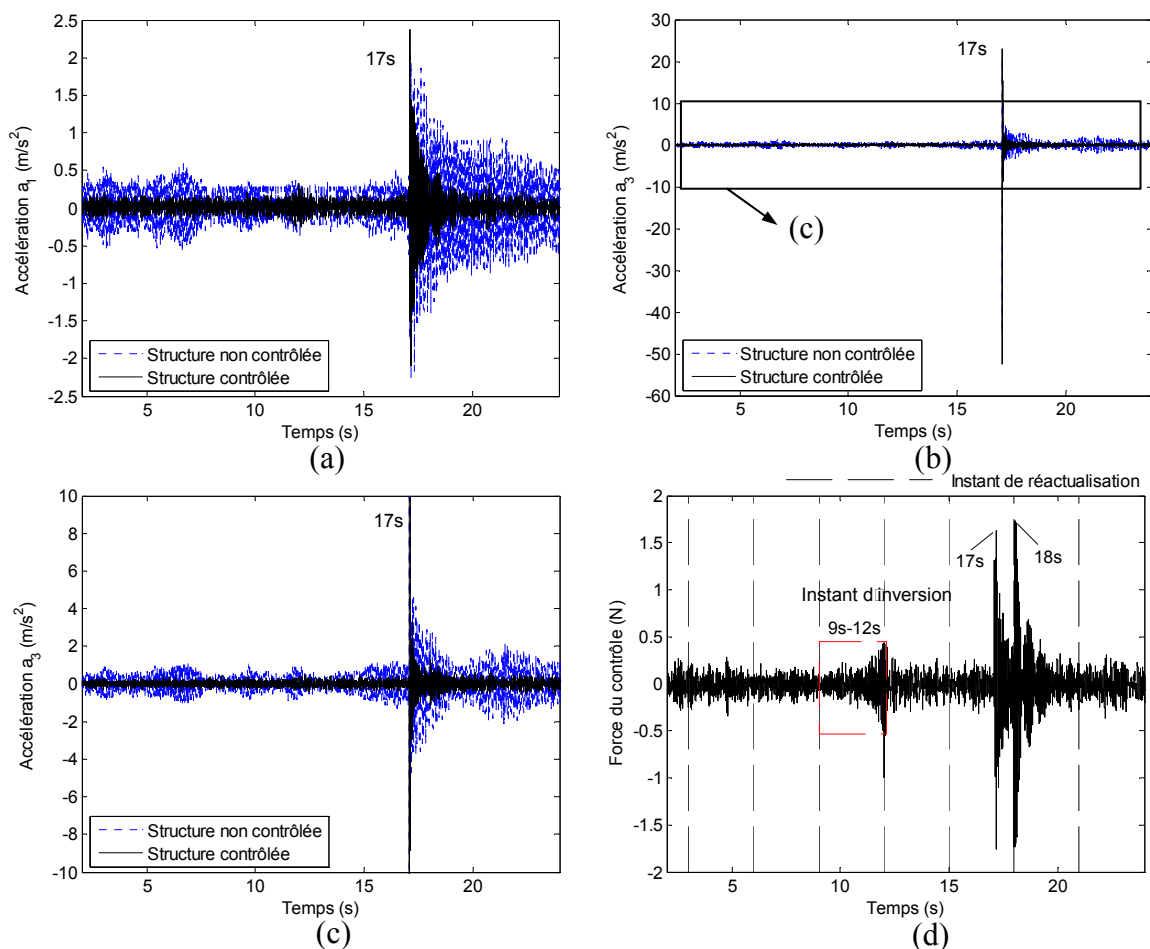 2.5
2
1.5
1
0.5
0
-0.5
-1
-1.5
-2
-2.5
5
10
15
20
Accélération a1 (m/s2)
17s
Structure non contrôlée
Structure contrôlée
Temps (s)
(a)
30
20
10
0
-10
-20
-30
-40
-50
-60
5
10
15
20
Accélération a3 (m/s2)
17s
(c)
Structure non contrôlée
Structure contrôlée
Temps (s)
(b)
10
8
6
4
2
0
-2
-4
-6
-8
-10
5
10
15
20
Accélération a3 (m/s2)
17s
Structure non contrôlée
Structure contrôlée
Temps (s)
(c)
Instant de réactualisation
2
1.5
1
0.5
0
-0.5
-1
-1.5
-2
5
10
15
20
Force du contrôle (N)
17s
18s
Instant d□inversion
9s-12s
Temps (s)
(d)